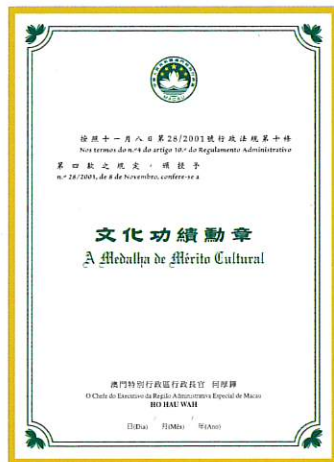 MACAU
按照十一月八日第28/2001號行政法規第十條
Nos termos do n.º4 do artigo 10.º do Regulamento Administrativo
第四款之規定，頒授予
n.º 28/2001, de 8 de Novembro, confere-se a
文化功績勳章
A Medalha de Mérito Cultural
澳門特別行政區行政長官 何厚鏵
O Chefe do Executivo da Região Administrativa Especial de Macau
HO HAU WAH
/ /
日(Dia) 月(Mês) 年(Ano)